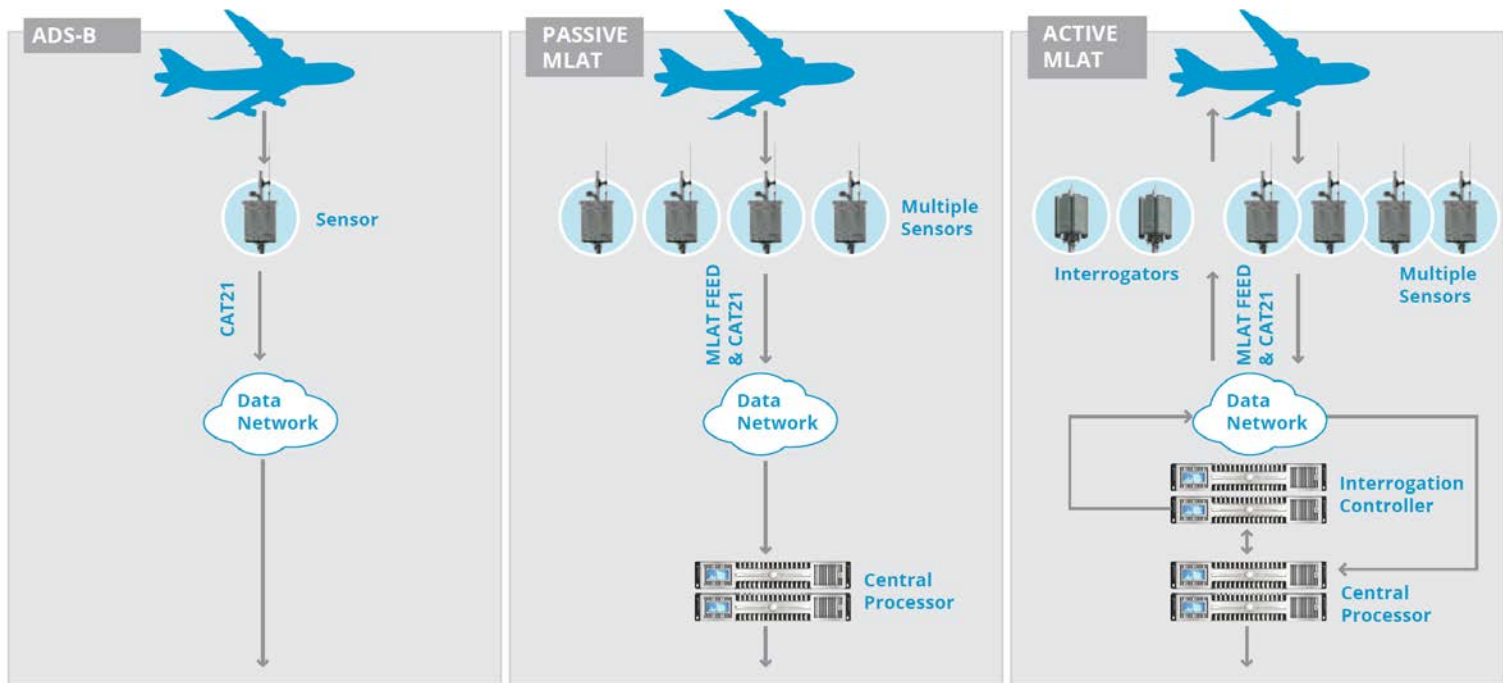 ADS-B
Sensor
CAT21
Data
Network
PASSIVE
MLAT
Multiple
Sensors
MLAT FEED
& CAT21
Data
Network
Central
Processor
ACTIVE
MLAT
Interrogators
Multiple
Sensors
MLAT FEED
& CAT21
Data
Network
Interrogation
Controller
Central
Processor